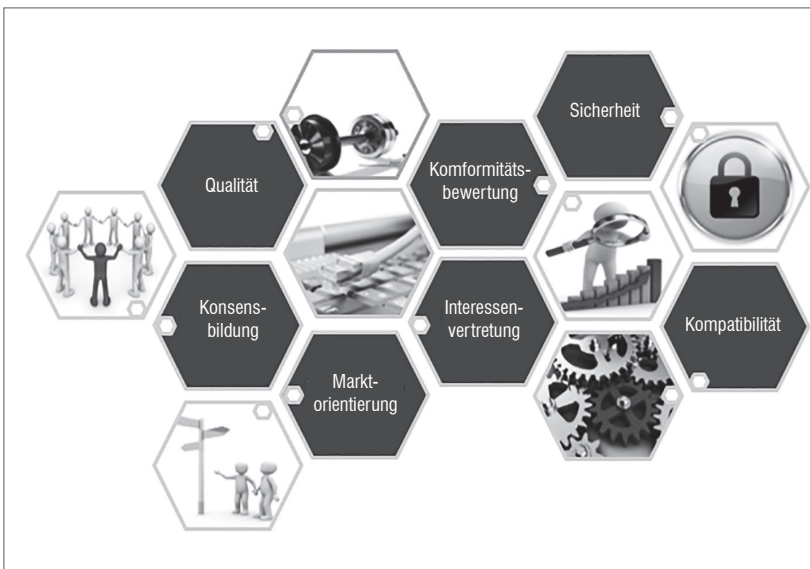 Sicherheit
Qualität
Komformitäts-
bewertung
Konsens-
bildung
Interessen-
vertretung
Kompatibilität
Markt-
orientierung